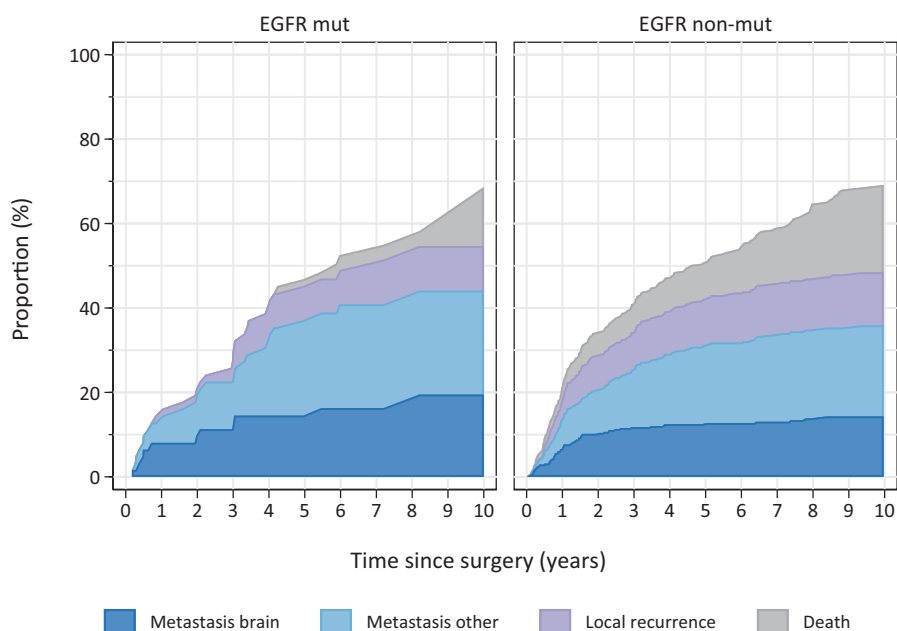 EGFR mut
EGFR non-mut
100
80
60
40
20
0
Proportion (%)
0 1 2 3 4 5 6 7 8 9 10
0 1 2 3 4 5 6 7 8 9 10
Time since surgery (years)
Metastasis brain
Metastasis other
Local recurrence
Death